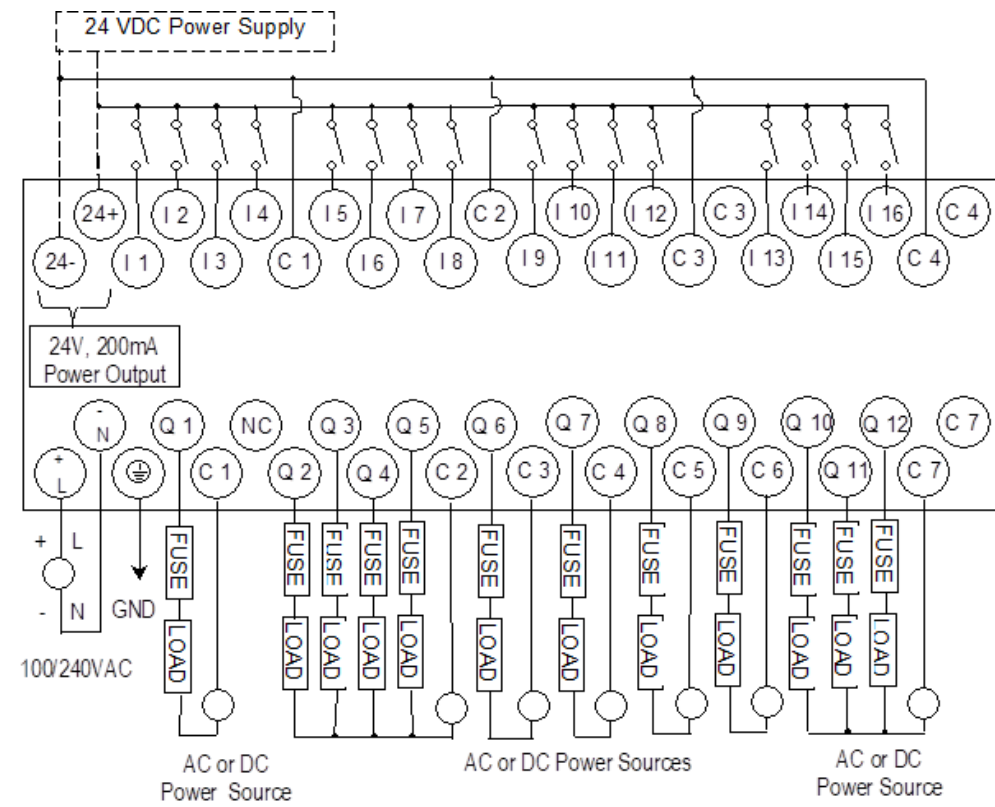 24 VDC Power Supply
24+ I 2 I 4 I 5 I 7 C 2 I 10 I 12 C 3 I 14 I 16 C 4
24- I 1 I 3 C 1 I 6 I 8 I 9 I 11 C 3 I 13 I 15 C 4
24V, 200mA
Power Output
- N Q 1 NC Q 3 Q 5 Q 6 Q 7 Q 8 Q 9 Q 10 Q 12 C 7
+ L C 1 Q 2 Q 4 C 2 C 3 C 4 C 5 C 6 Q 11 C 7
+ L
- N
GND
100/240VAC
FUSE FUSE FUSE FUSE FUSE FUSE FUSE FUSE FUSE FUSE FUSE FUSE
LOAD LOAD LOAD LOAD LOAD LOAD LOAD LOAD LOAD LOAD LOAD LOAD
AC or DC
Power Source
AC or DC Power Sources
AC or DC
Power Source